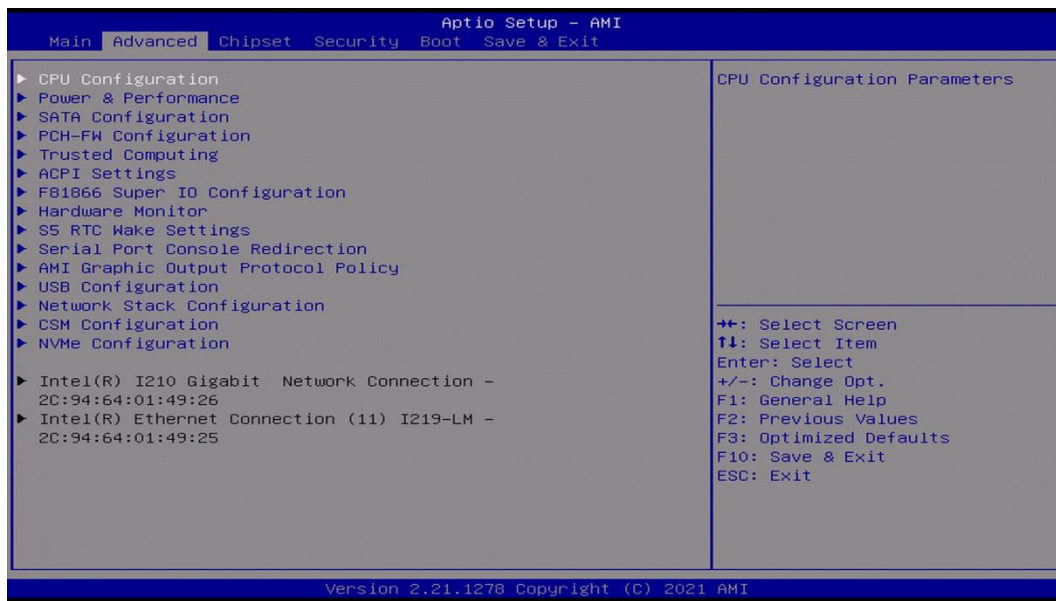 Aptio Setup – AMI
Main Advanced Chipset Security Boot Save & Exit
▶ CPU Configuration
▶ Power & Performance
▶ SATA Configuration
▶ PCH-FW Configuration
▶ Trusted Computing
▶ ACPI Settings
▶ F81866 Super IO Configuration
▶ Hardware Monitor
▶ S5 RTC Wake Settings
▶ Serial Port Console Redirection
▶ AMI Graphic Output Protocol Policy
▶ USB Configuration
▶ Network Stack Configuration
▶ CSM Configuration
▶ NVMe Configuration
▶ Intel(R) I210 Gigabit  Network Connection –
2C:94:64:01:49:26
▶ Intel(R) Ethernet Connection (11) I219-LM –
2C:94:64:01:49:25
CPU Configuration Parameters
→←: Select Screen
↑↓: Select Item
Enter: Select
+/-: Change Opt.
F1: General Help
F2: Previous Values
F3: Optimized Defaults
F10: Save & Exit
ESC: Exit
Version 2.21.1278 Copyright (C) 2021 AMI